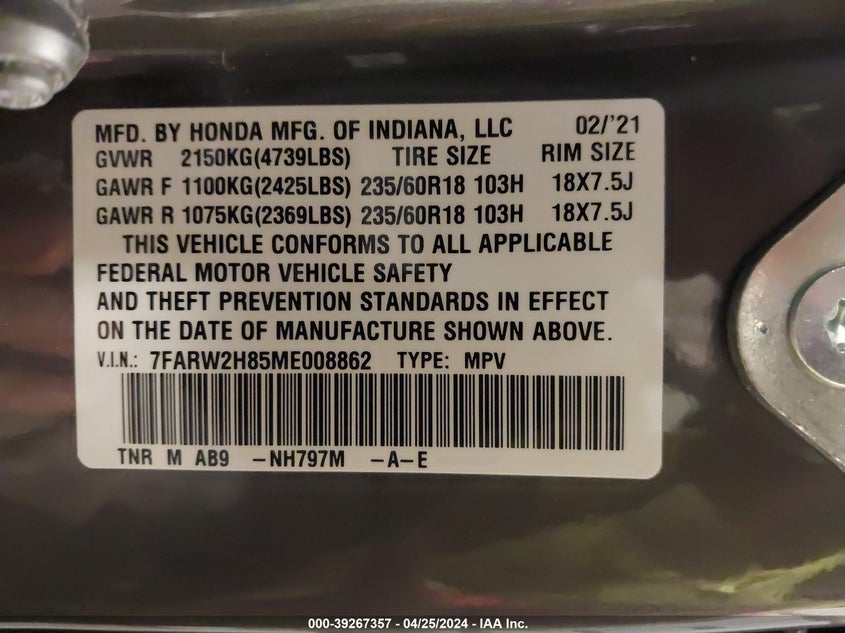 MFD. BY HONDA MFG. OF INDIANA, LLC 02/'21
GVWR 2150KG(4739LBS) TIRE SIZE RIM SIZE
GAWR F 1100KG(2425LBS) 235/60R18 103H 18X7.5J
GAWR R 1075KG(2369LBS) 235/60R18 103H 18X7.5J
THIS VEHICLE CONFORMS TO ALL APPLICABLE
FEDERAL MOTOR VEHICLE SAFETY
AND THEFT PREVENTION STANDARDS IN EFFECT
ON THE DATE OF MANUFACTURE SHOWN ABOVE.
V.I.N.: 7FARW2H85ME008862 TYPE: MPV
TNR M AB9 -NH797M -A-E
000-39267357 - 04/25/2024 - IAA Inc.